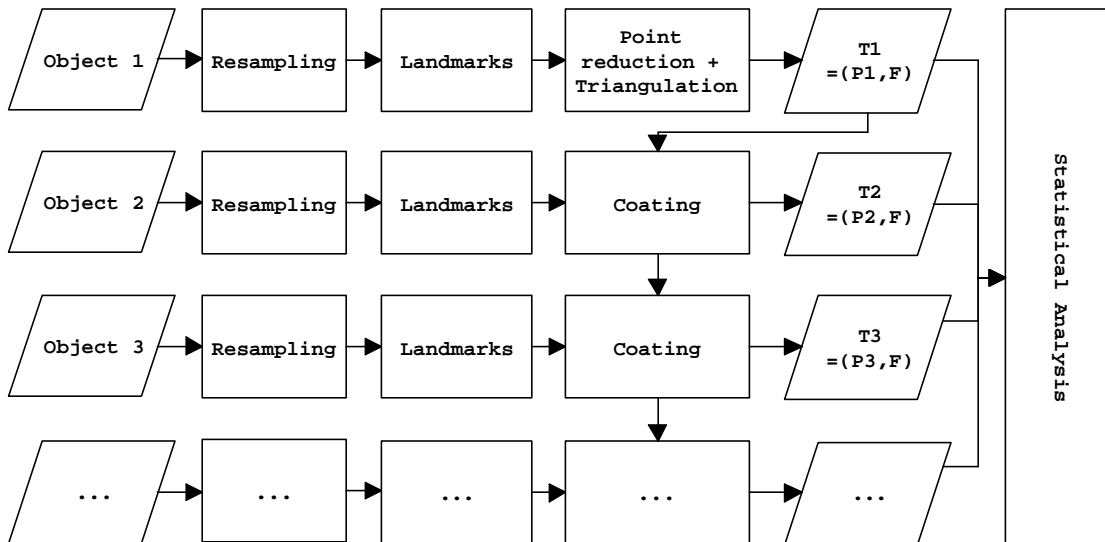 Object 1
Resampling
Landmarks
Point
reduction +
Triangulation
T1
=(P1,F)
Object 2
Resampling
Landmarks
Coating
T2
=(P2,F)
Object 3
Resampling
Landmarks
Coating
T3
=(P3,F)
...
...
...
...
...
Statistical Analysis